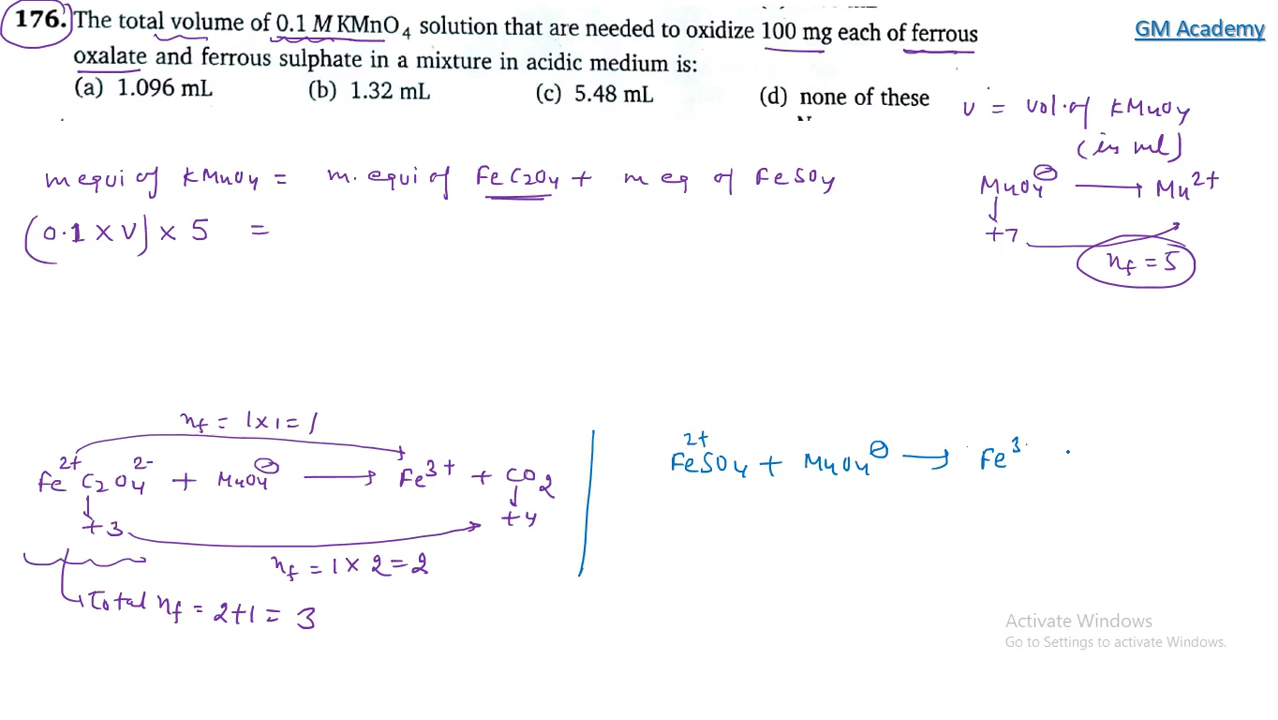 176. The total volume of 0.1 M KMnO₄ solution that are needed to oxidize 100 mg each of ferrous
GM Academy
oxalate and ferrous sulphate in a mixture in acidic medium is:
(a) 1.096 mL (b) 1.32 mL (c) 5.48 mL (d) none of these
v = vol. of KMnO4
(in ml)
m equi of KMnO4 = m. equi of FeC2O4 + m eq of FeSO4
MnO4⊖ → Mn2+
(0.1 × V) × 5 =
+7
nf = 5
nf = 1×1 = 1
Fe2+ C2O4 2- + MnO4⊖ → Fe3+ + CO2
+3 +4
nf = 1 × 2 = 2
Total nf = 2+1 = 3
2+
FeSO4 + MnO4⊖ → Fe3
Activate Windows
Go to Settings to activate Windows.